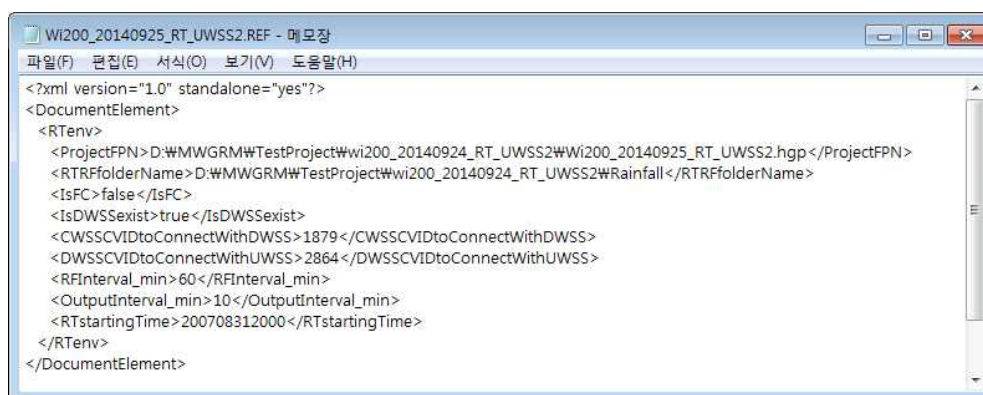 Wi200_20140925_RT_UWSS2.REF - 메모장
파일(F) 편집(E) 서식(O) 보기(V) 도움말(H)
<?xml version="1.0" standalone="yes"?>
<DocumentElement>
<RTenv>
<ProjectFPN>D:₩MWGRM₩TestProject₩wi200_20140924_RT_UWSS2₩Wi200_20140925_RT_UWSS2.hgp</ProjectFPN>
<RTRFfolderName>D:₩MWGRM₩TestProject₩wi200_20140924_RT_UWSS2₩Rainfall</RTRFfolderName>
<IsFC>false</IsFC>
<IsDWSSexist>true</IsDWSSexist>
<CWSSCVIDtoConnectWithDWSS>1879</CWSSCVIDtoConnectWithDWSS>
<DWSSCVIDtoConnectWithUWSS>2864</DWSSCVIDtoConnectWithUWSS>
<RFInterval_min>60</RFInterval_min>
<OutputInterval_min>10</OutputInterval_min>
<RTstartingTime>200708312000</RTstartingTime>
</RTenv>
</DocumentElement>